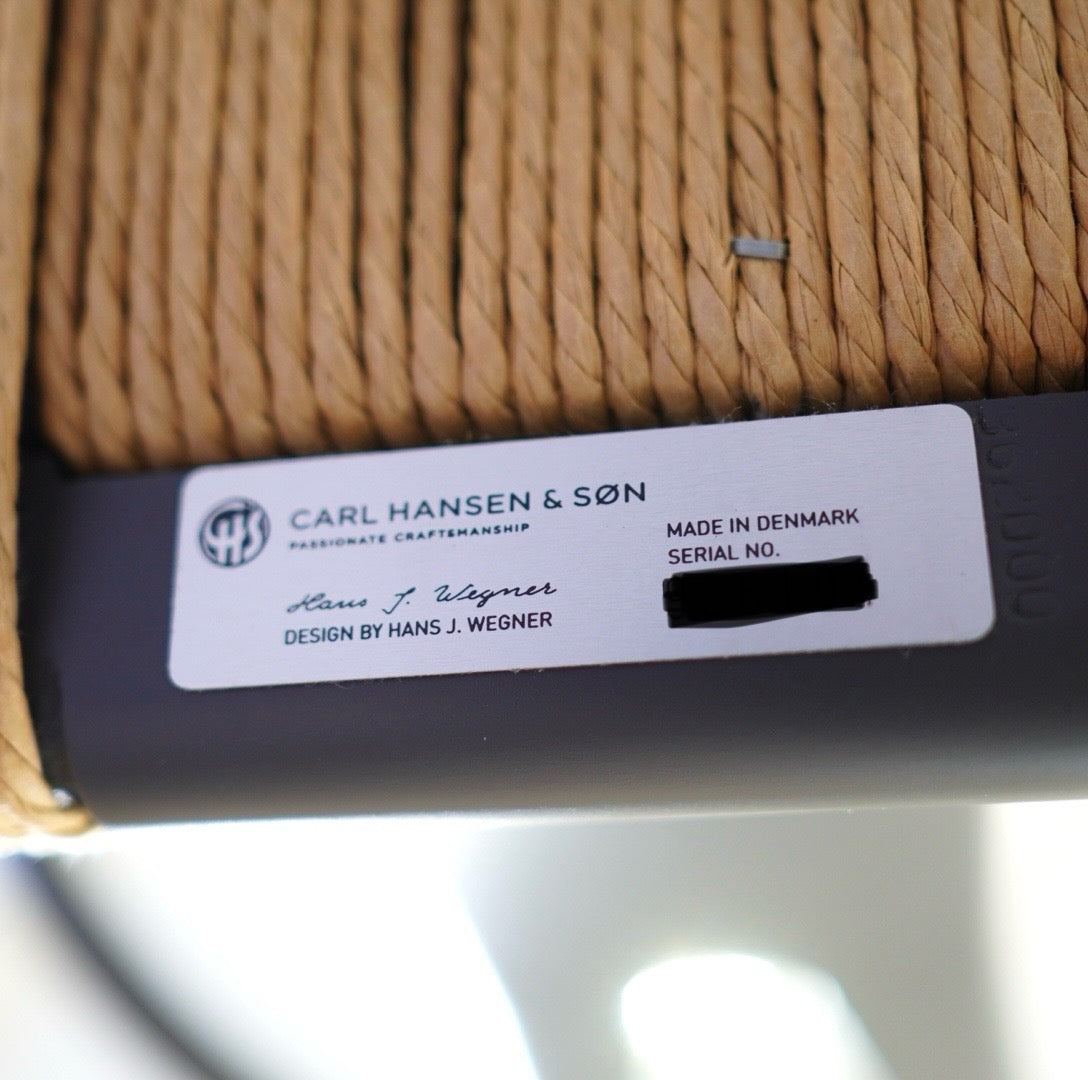 CARL HANSEN & SØN
PASSIONATE CRAFTSMANSHIP
Hans J. Wegner
DESIGN BY HANS J. WEGNER
MADE IN DENMARK
SERIAL NO.